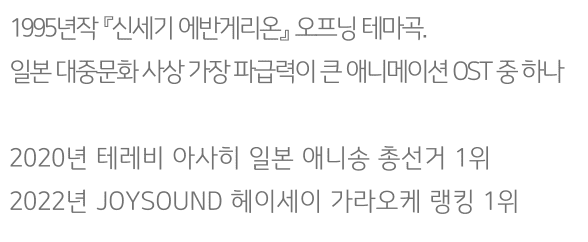 1995년작 『신세기 에반게리온』 오프닝 테마곡.
일본 대중문화 사상 가장 파급력이 큰 애니메이션 OST 중 하나
2020년 테레비 아사히 일본 애니송 총선거 1위
2022년 JOYSOUND 헤이세이 가라오케 랭킹 1위